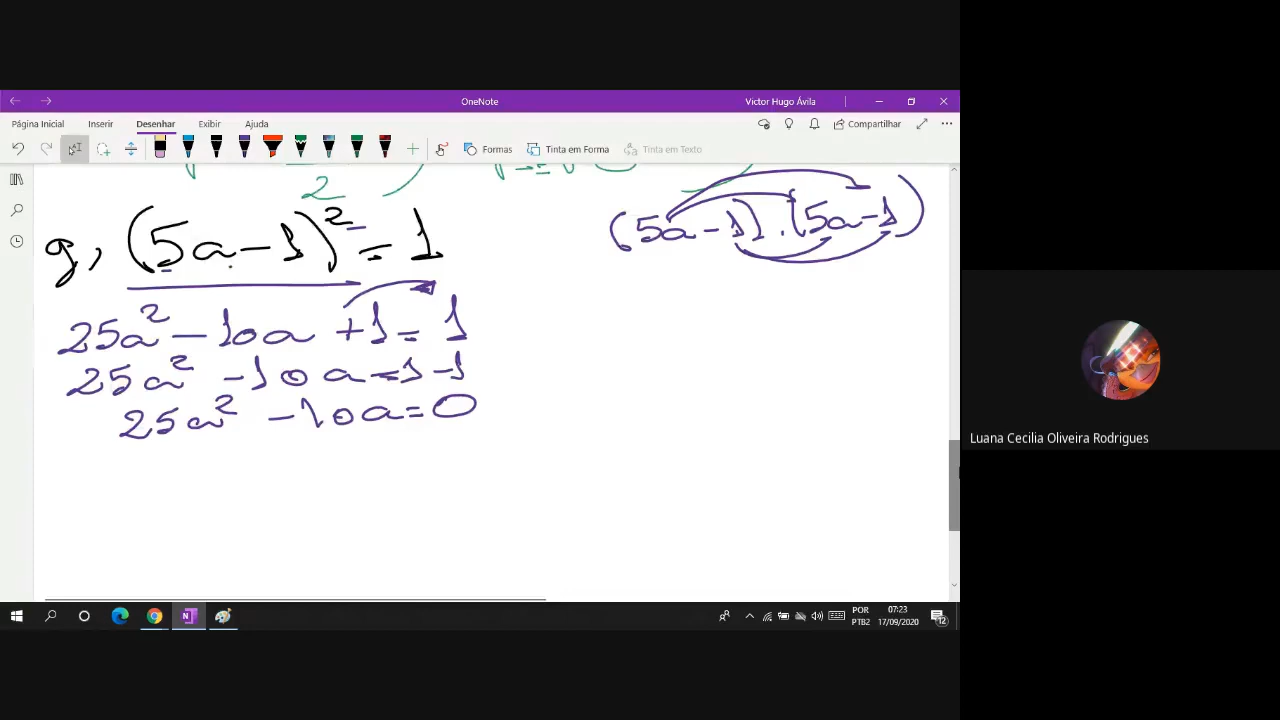 OneNote
Victor Hugo Ávila
Página Inicial Inserir Desenhar Exibir Ajuda
Compartilhar
Formas Tinta em Forma Tinta em Texto
2
g, (5a-1)² = 1
(5a-1).(5a-1)
25a² - 10a + 1 = 1
25a² - 10a = 1 - 1
25a² - 10a = 0
Luana Cecilia Oliveira Rodrigues
POR
PTB2
07:23
17/09/2020
12